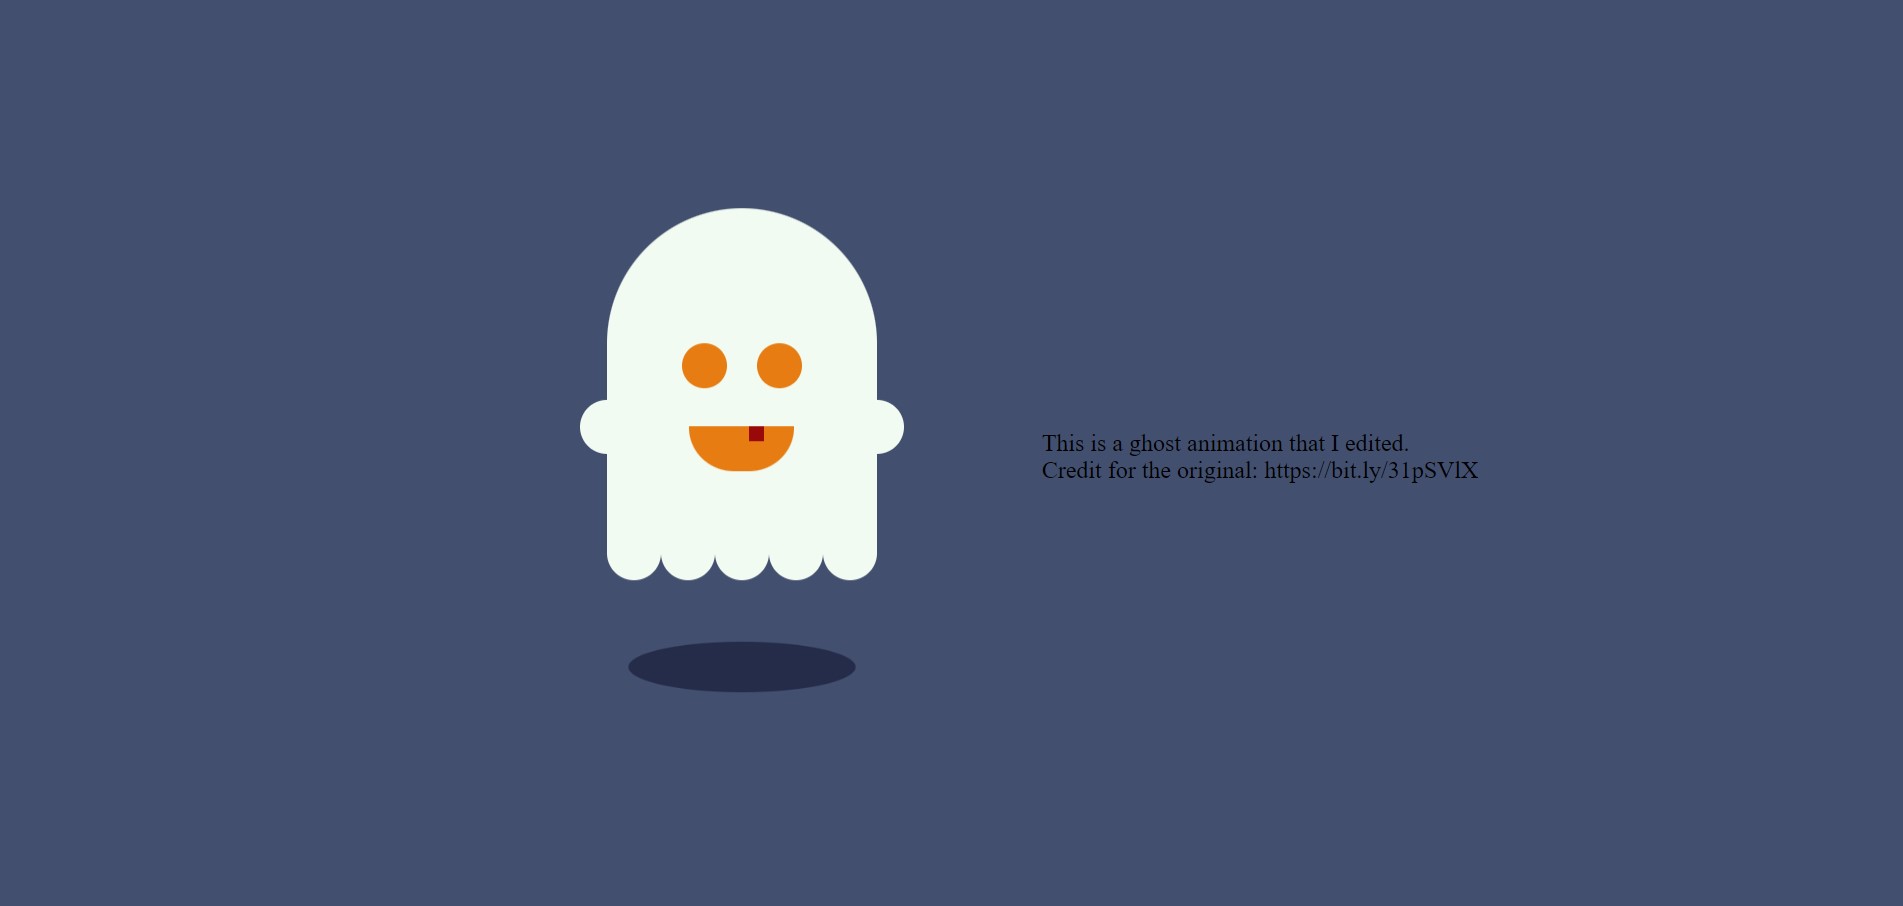 This is a ghost animation that I edited.
Credit for the original: https://bit.ly/31pSVlX